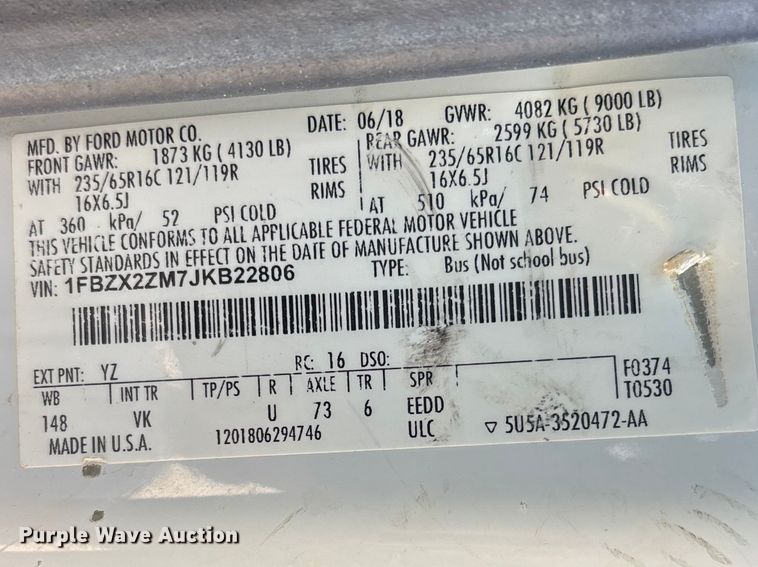 MFD. BY FORD MOTOR CO. DATE: 06/18 GVWR: 4082 KG ( 9000 LB)
FRONT GAWR: 1873 KG ( 4130 LB) REAR GAWR: 2599 KG ( 5730 LB)
WITH 235/65R16C 121/119R TIRES WITH 235/65R16C 121/119R TIRES
16X6.5J RIMS 16X6.5J RIMS
AT 360 kPa/ 52 PSI COLD AT 510 kPa/ 74 PSI COLD
THIS VEHICLE CONFORMS TO ALL APPLICABLE FEDERAL MOTOR VEHICLE
SAFETY STANDARDS IN EFFECT ON THE DATE OF MANUFACTURE SHOWN ABOVE.
VIN: 1FBZX2ZM7JKB22806 TYPE: Bus (Not school bus)
EXT PNT: YZ RC: 16 DSO: F0374
WB INT TR TP/PS R AXLE TR SPR T0530
148 VK U 73 6 EEDD
MADE IN U.S.A. 1201806294746 ULC ▽ 5U5A-3520472-AA
Purple Wave Auction